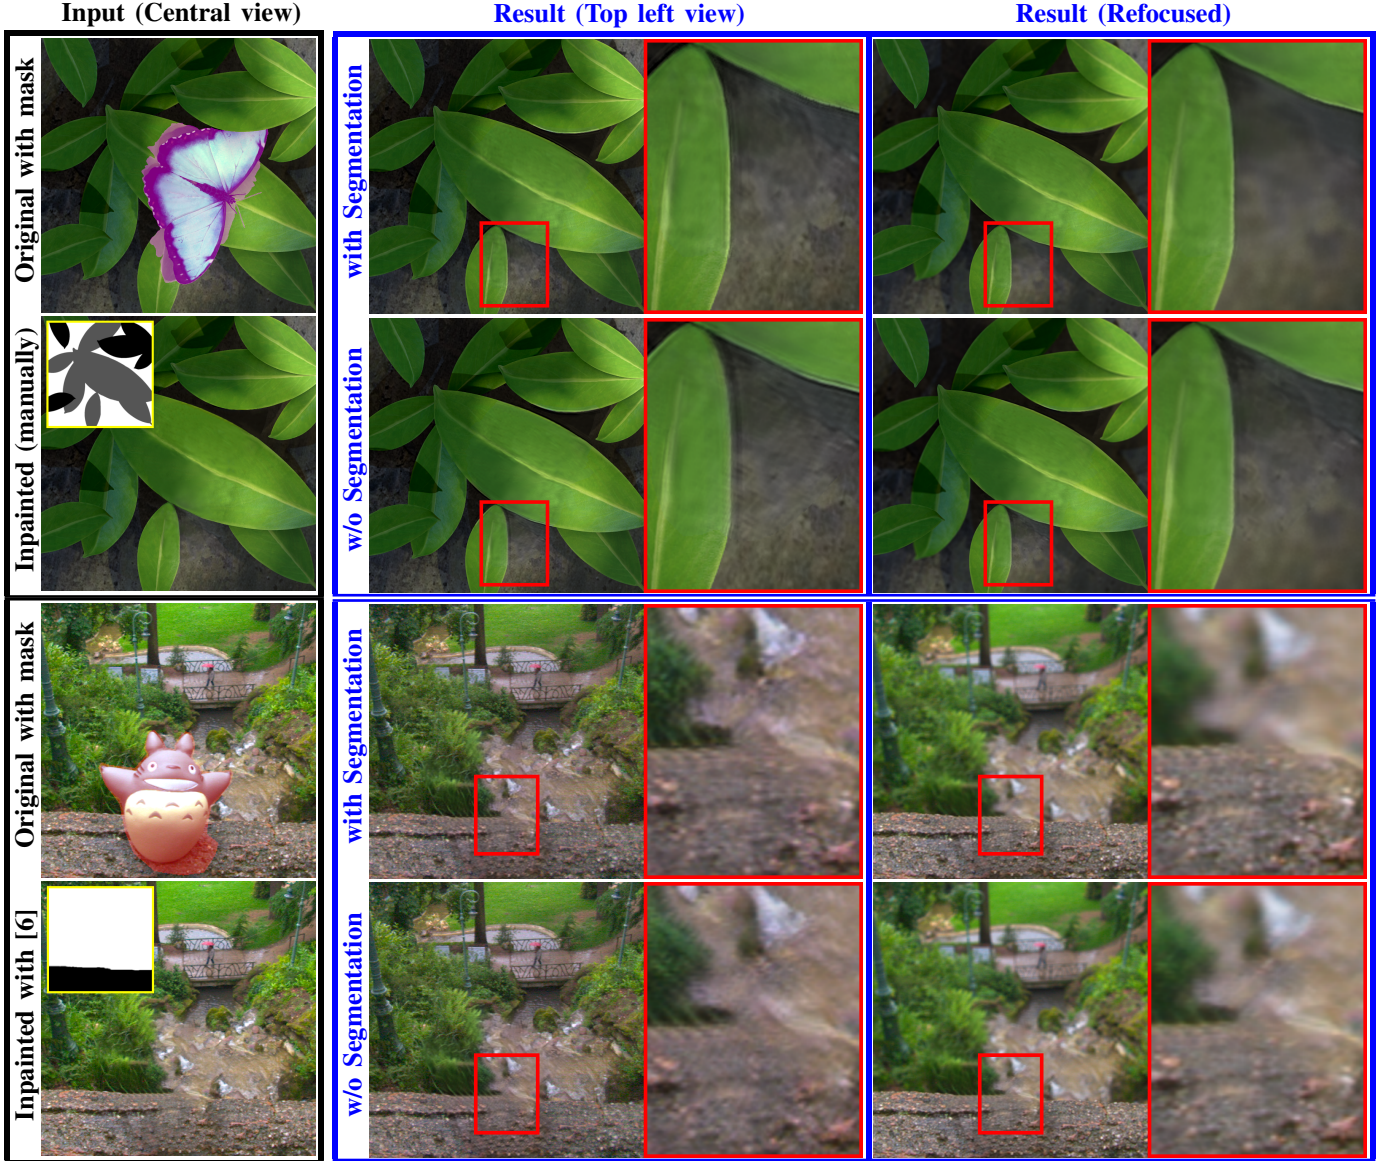 Input (Central view)
Result (Top left view)
Result (Refocused)
Original with mask
with Segmentation
Inpainted (manually)
w/o Segmentation
Original with mask
with Segmentation
Inpainted with [6]
w/o Segmentation